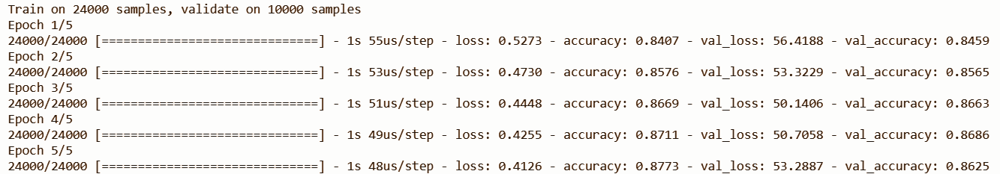 Train on 24000 samples, validate on 10000 samples
Epoch 1/5
24000/24000 [==============================] - 1s 55us/step - loss: 0.5273 - accuracy: 0.8407 - val_loss: 56.4188 - val_accuracy: 0.8459
Epoch 2/5
24000/24000 [==============================] - 1s 53us/step - loss: 0.4730 - accuracy: 0.8576 - val_loss: 53.3229 - val_accuracy: 0.8565
Epoch 3/5
24000/24000 [==============================] - 1s 51us/step - loss: 0.4448 - accuracy: 0.8669 - val_loss: 50.1406 - val_accuracy: 0.8663
Epoch 4/5
24000/24000 [==============================] - 1s 49us/step - loss: 0.4255 - accuracy: 0.8711 - val_loss: 50.7058 - val_accuracy: 0.8686
Epoch 5/5
24000/24000 [==============================] - 1s 48us/step - loss: 0.4126 - accuracy: 0.8773 - val_loss: 53.2887 - val_accuracy: 0.8625